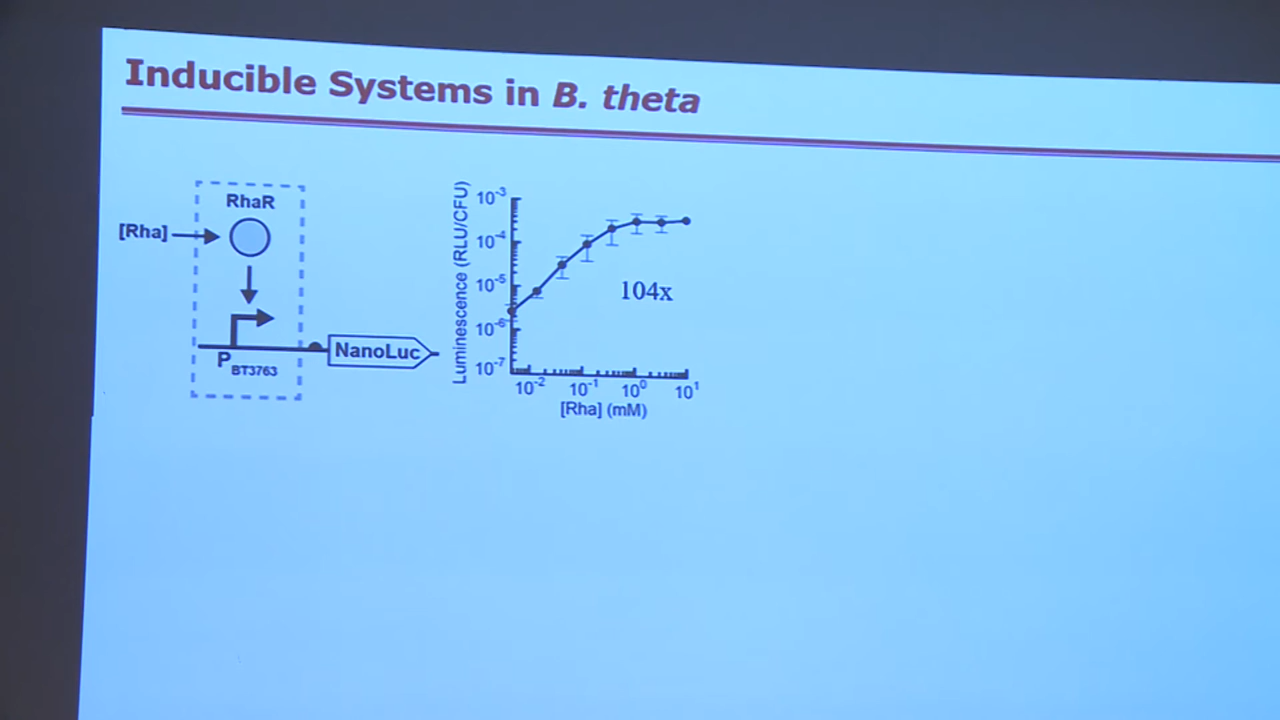 Inducible Systems in B. theta
RhaR
[Rha]
P BT3763
NanoLuc
Luminescence (RLU/CFU)
10-3
10-4
10-5
10-6
10-7
104x
10-2
10-1
100
101
[Rha] (mM)